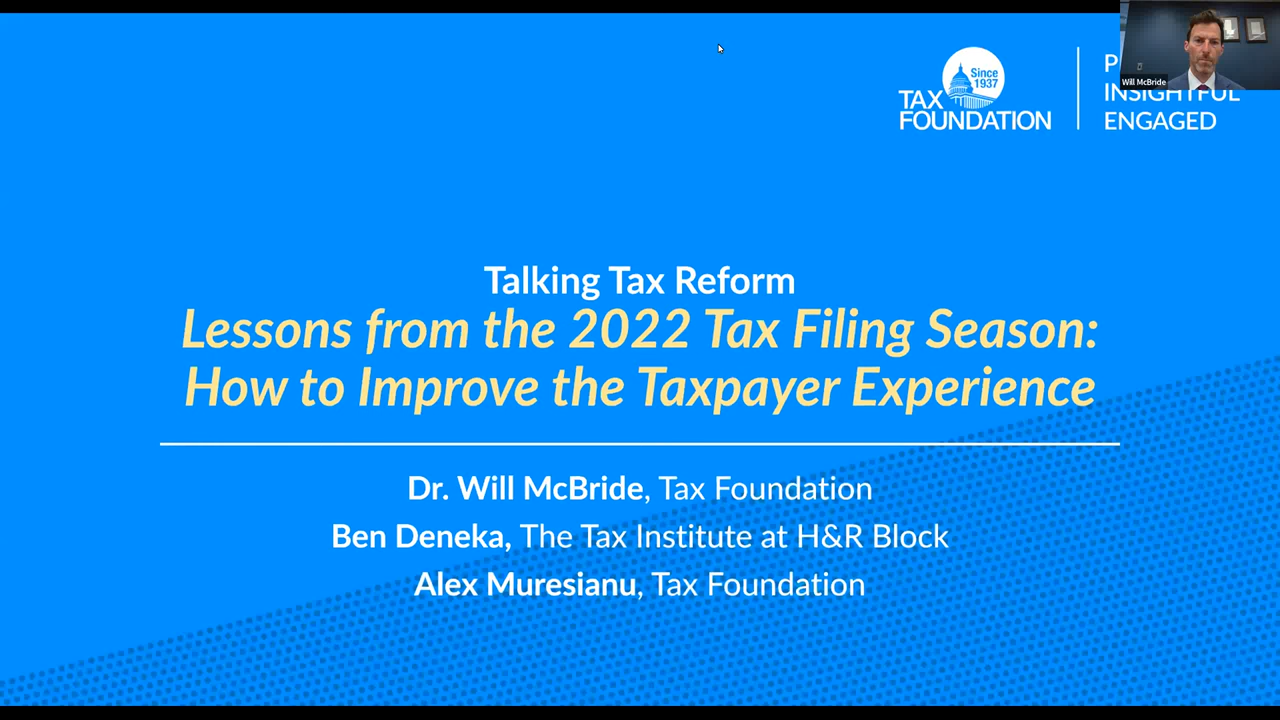 Since
1937
TAX
FOUNDATION
INSIGHTFUL
ENGAGED
Will McBride
Talking Tax Reform
Lessons from the 2022 Tax Filing Season:
How to Improve the Taxpayer Experience
Dr. Will McBride, Tax Foundation
Ben Deneka, The Tax Institute at H&R Block
Alex Muresianu, Tax Foundation